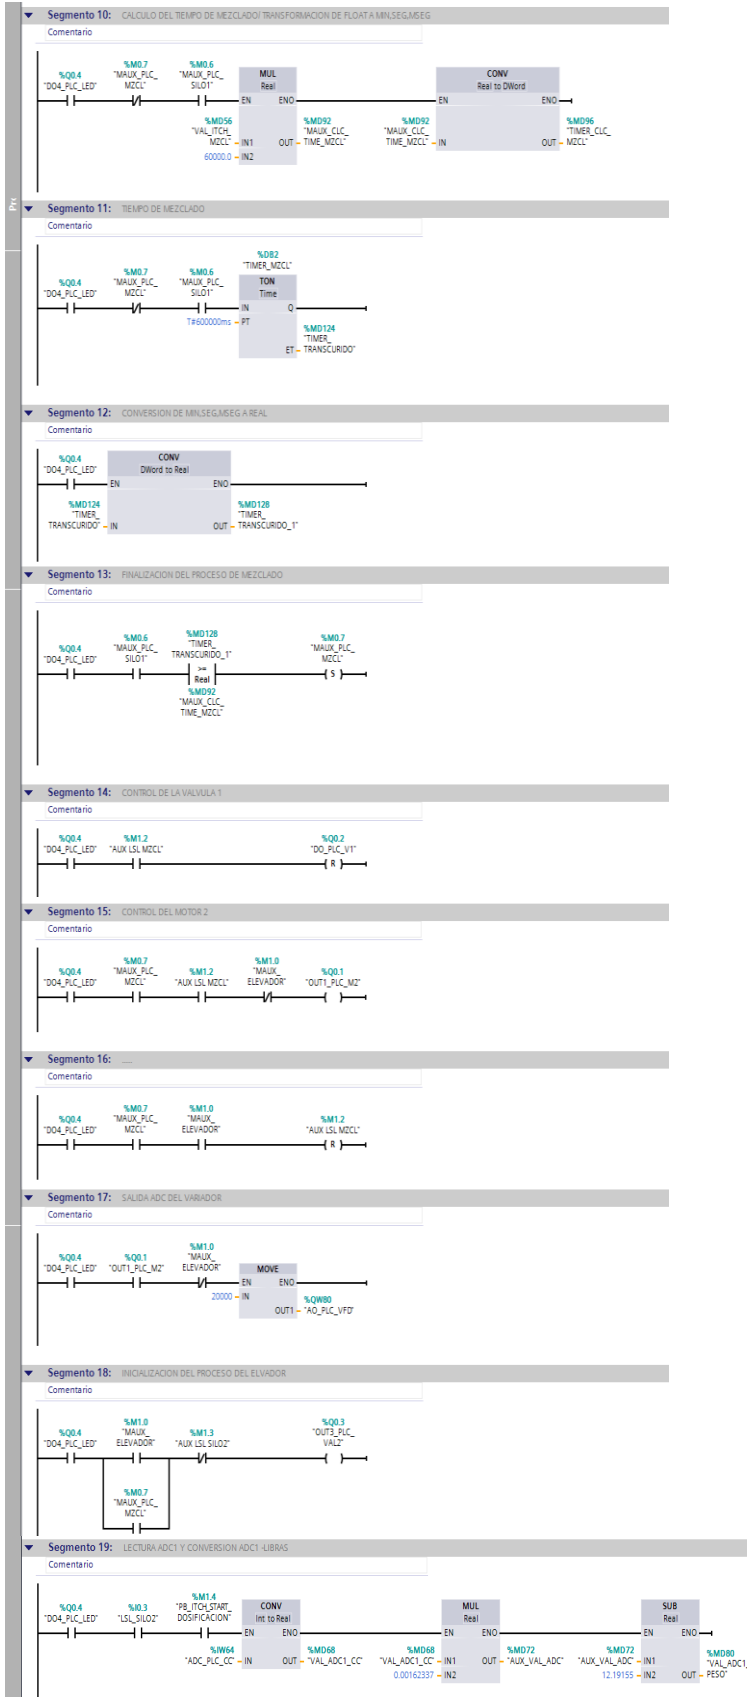 Segmento 10: CALCULO DEL TIEMPO DE MEZCLADO/ TRANSFORMACION DE FLOAT A MIN,SEG,MSEG
Comentario
%Q0.4 %M0.7 %M0.6
"DO4_PLC_LED" "MAUX_PLC_MZCL" "MAUX_PLC_SILO1"
MUL Real
CONV Real to DWord
EN ENO EN ENO
%MD56 "VAL_ITCH_MZCL" IN1
60000.0 IN2
OUT %MD92 "MAUX_CLC_TIME_MZCL"
%MD92 "MAUX_CLC_TIME_MZCL" IN
OUT %MD96 "TIMER_CLC_MZCL"
Segmento 11: TIEMPO DE MEZCLADO
Comentario
%Q0.4 %M0.7 %M0.6
"DO4_PLC_LED" "MAUX_PLC_MZCL" "MAUX_PLC_SILO1"
%DB2
"TIMER_MZCL"
TON
Time
IN Q
T#600000ms PT
ET %MD124 "TIMER_TRANSCURIDO"
Segmento 12: CONVERSION DE MIN,SEG,MSEG A REAL
Comentario
%Q0.4
"DO4_PLC_LED"
CONV
DWord to Real
EN ENO
%MD124 "TIMER_TRANSCURIDO" IN
OUT %MD128 "TIMER_TRANSCURIDO_1"
Segmento 13: FINALIZACION DEL PROCESO DE MEZCLADO
Comentario
%Q0.4 %M0.6 %MD128 %M0.7
"DO4_PLC_LED" "MAUX_PLC_SILO1" "TIMER_TRANSCURIDO_1" "MAUX_PLC_MZCL"
>= S
Real
%MD92
"MAUX_CLC_TIME_MZCL"
Segmento 14: CONTROL DE LA VALVULA 1
Comentario
%Q0.4 %M1.2 %Q0.2
"DO4_PLC_LED" "AUX LSL MZCL" "DO_PLC_V1"
R
Segmento 15: CONTROL DEL MOTOR 2
Comentario
%Q0.4 %M0.7 %M1.2 %M1.0 %Q0.1
"DO4_PLC_LED" "MAUX_PLC_MZCL" "AUX LSL MZCL" "MAUX_ELEVADOR" "OUT1_PLC_M2"
Segmento 16: .....
Comentario
%Q0.4 %M0.7 %M1.0 %M1.2
"DO4_PLC_LED" "MAUX_PLC_MZCL" "MAUX_ELEVADOR" "AUX LSL MZCL"
R
Segmento 17: SALIDA ADC DEL VARIADOR
Comentario
%Q0.4 %Q0.1 %M1.0
"DO4_PLC_LED" "OUT1_PLC_M2" "MAUX_ELEVADOR"
MOVE
EN ENO
20000 IN
OUT1 %QW80 "AO_PLC_VFD"
Segmento 18: INICIALIZACION DEL PROCESO DEL ELVADOR
Comentario
%Q0.4 %M1.0 %M1.3 %Q0.3
"DO4_PLC_LED" "MAUX_ELEVADOR" "AUX LSL SILO2" "OUT3_PLC_VAL2"
%M0.7
"MAUX_PLC_MZCL"
Segmento 19: LECTURA ADC1 Y CONVERSION ADC1 -LIBRAS
Comentario
%Q0.4 %I0.3 %M1.4
"DO4_PLC_LED" "LSL_SILO2" "PB_ITCH_START_DOSIFICACION"
CONV Int to Real
MUL Real
SUB Real
EN ENO EN ENO EN ENO
%IW64 "ADC_PLC_CC" IN
OUT %MD68 "VAL_ADC1_CC"
%MD68 "VAL_ADC1_CC" IN1
0.00162337 IN2
OUT %MD72 "AUX_VAL_ADC"
%MD72 "AUX_VAL_ADC" IN1
12.19155 IN2
OUT %MD80 "VAL_ADC1_PESO"